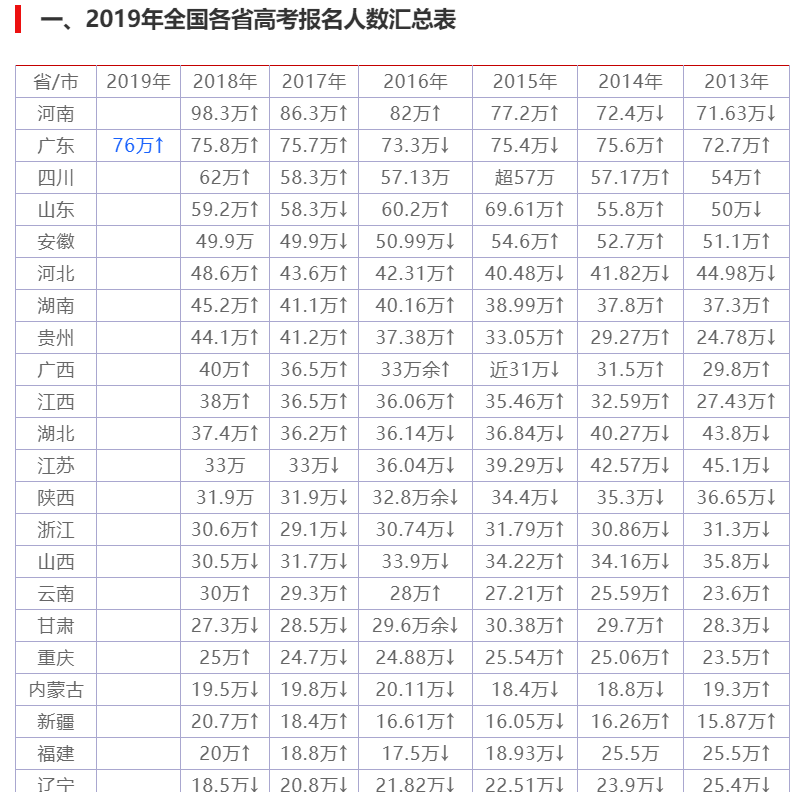 一、2019年全国各省高考报名人数汇总表
省/市 2019年 2018年 2017年 2016年 2015年 2014年 2013年
河南 98.3万↑ 86.3万↑ 82万↑ 77.2万↑ 72.4万↓ 71.63万↓
广东 76万↑ 75.8万↑ 75.7万↑ 73.3万↓ 75.4万↓ 75.6万↑ 72.7万↑
四川 62万↑ 58.3万↑ 57.13万 超57万 57.17万↑ 54万↑
山东 59.2万↑ 58.3万↓ 60.2万↑ 69.61万↑ 55.8万↑ 50万↓
安徽 49.9万 49.9万↓ 50.99万↓ 54.6万↑ 52.7万↑ 51.1万↑
河北 48.6万↑ 43.6万↑ 42.31万↑ 40.48万↓ 41.82万↓ 44.98万↓
湖南 45.2万↑ 41.1万↑ 40.16万↑ 38.99万↑ 37.8万↑ 37.3万↑
贵州 44.1万↑ 41.2万↑ 37.38万↑ 33.05万↑ 29.27万↑ 24.78万↓
广西 40万↑ 36.5万↑ 33万余↑ 近31万↓ 31.5万↑ 29.8万↑
江西 38万↑ 36.5万↑ 36.06万↑ 35.46万↑ 32.59万↑ 27.43万↑
湖北 37.4万↑ 36.2万↑ 36.14万↓ 36.84万↓ 40.27万↓ 43.8万↓
江苏 33万 33万↓ 36.04万↓ 39.29万↓ 42.57万↓ 45.1万↓
陕西 31.9万 31.9万↓ 32.8万余↓ 34.4万↓ 35.3万↓ 36.65万↓
浙江 30.6万↑ 29.1万↓ 30.74万↓ 31.79万↑ 30.86万↓ 31.3万↓
山西 30.5万↓ 31.7万↓ 33.9万↓ 34.22万↑ 34.16万↓ 35.8万↓
云南 30万↑ 29.3万↑ 28万↑ 27.21万↑ 25.59万↑ 23.6万↑
甘肃 27.3万↓ 28.5万↓ 29.6万余↓ 30.38万↑ 29.7万↑ 28.3万↓
重庆 25万↑ 24.7万↓ 24.88万↓ 25.54万↑ 25.06万↑ 23.5万↑
内蒙古 19.5万↓ 19.8万↓ 20.11万↓ 18.4万↓ 18.8万↓ 19.3万↑
新疆 20.7万↑ 18.4万↑ 16.61万↑ 16.05万↓ 16.26万↑ 15.87万↑
福建 20万↑ 18.8万↑ 17.5万↓ 18.93万↓ 25.5万 25.5万↑
辽宁 18.5万↓ 20.8万↓ 21.82万↓ 22.51万↓ 23.9万↓ 25.4万↓